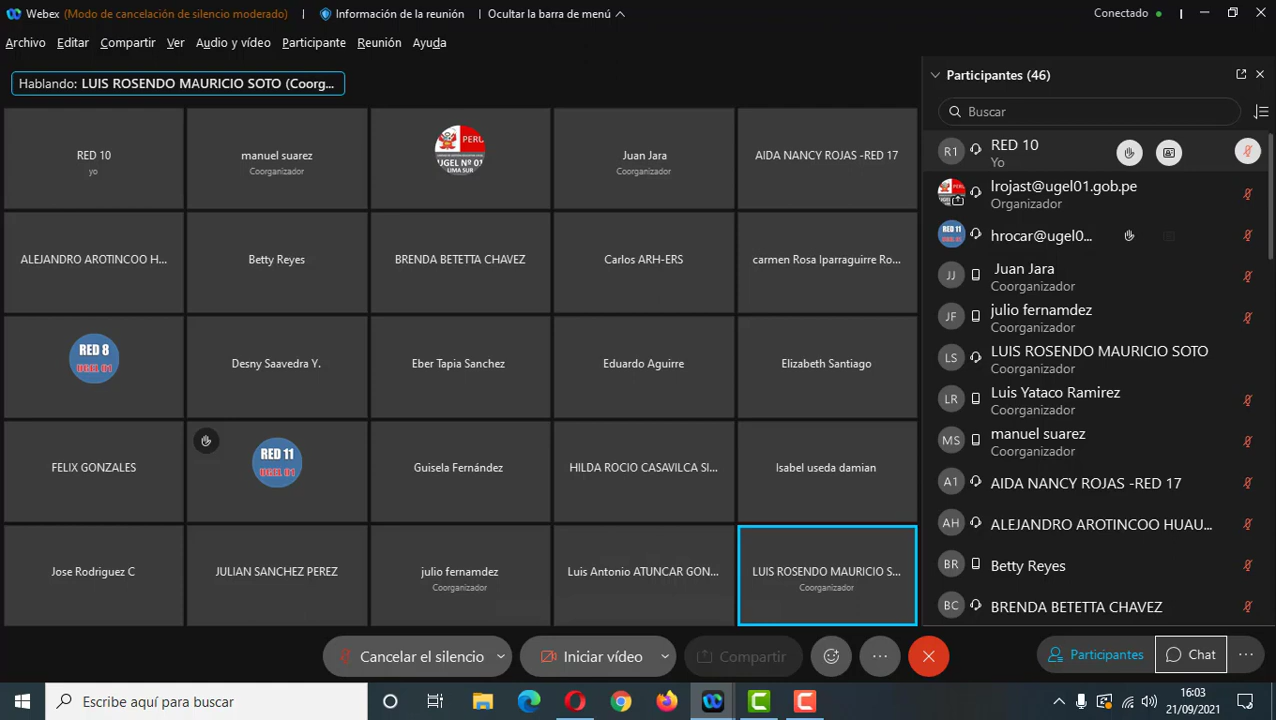 Webex (Modo de cancelación de silencio moderado) | Información de la reunión | Ocultar la barra de menú
Conectado
Archivo Editar Compartir Ver Audio y vídeo Participante Reunión Ayuda
Hablando: LUIS ROSENDO MAURICIO SOTO (Coorg...
RED 10
yo
manuel suarez
Coorganizador
PERU
UGEL Nº 01
LIMA SUR
Juan Jara
Coorganizador
AIDA NANCY ROJAS -RED 17
ALEJANDRO AROTINCOO H...
Betty Reyes
BRENDA BETETTA CHAVEZ
Carlos ARH-ERS
carmen Rosa Iparraguirre Ro...
RED 8
UGEL 01
Desny Saavedra Y.
Eber Tapia Sanchez
Eduardo Aguirre
Elizabeth Santiago
FELIX GONZALES
RED 11
UGEL 01
Guisela Fernández
HILDA ROCIO CASAVILCA SI...
Isabel useda damian
Jose Rodriguez C
JULIAN SANCHEZ PEREZ
julio fernamdez
Coorganizador
Luis Antonio ATUNCAR GON...
LUIS ROSENDO MAURICIO S...
Coorganizador
Participantes (46)
Buscar
R1 RED 10
Yo
lrojast@ugel01.gob.pe
Organizador
RED 11
hrocar@ugel0...
JJ Juan Jara
Coorganizador
JF julio fernamdez
Coorganizador
LS LUIS ROSENDO MAURICIO SOTO
Coorganizador
LR Luis Yataco Ramirez
Coorganizador
MS manuel suarez
Coorganizador
A1 AIDA NANCY ROJAS -RED 17
AH ALEJANDRO AROTINCOO HUAU...
BR Betty Reyes
BC BRENDA BETETTA CHAVEZ
Cancelar el silencio
Iniciar vídeo
Compartir
Participantes
Chat
Escribe aquí para buscar
16:03
21/09/2021